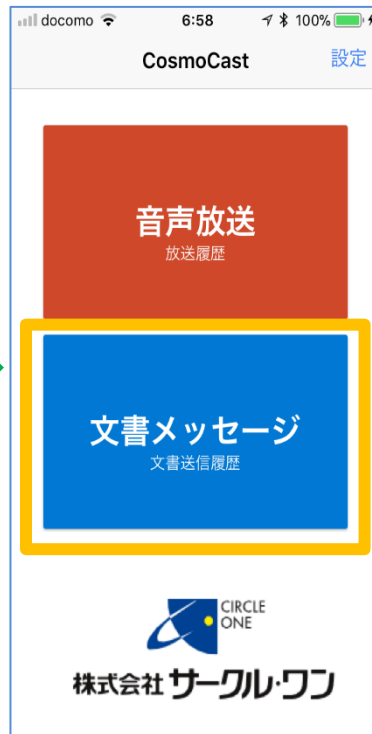 docomo 6:58 100%
CosmoCast 設定
音声放送
放送履歴
文書メッセージ
文書送信履歴
CIRCLE
ONE
株式会社サークル・ワン